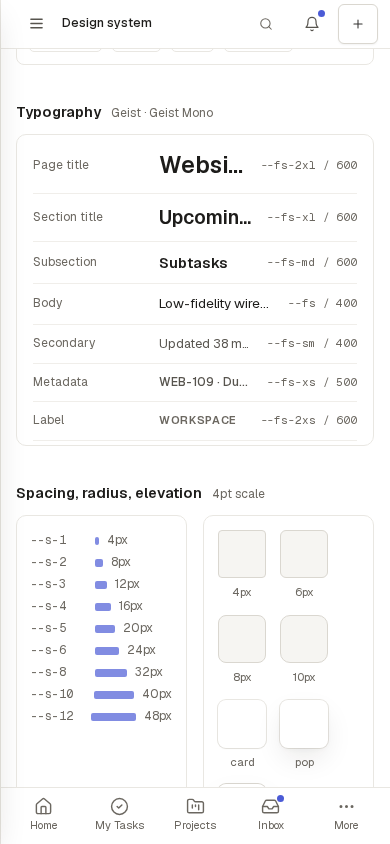 Design system
Typography Geist · Geist Mono
Page title Websi... --fs-2xl / 600
Section title Upcomin... --fs-xl / 600
Subsection Subtasks --fs-md / 600
Body Low-fidelity wire... --fs / 400
Secondary Updated 38 m... --fs-sm / 400
Metadata WEB-109 · Du... --fs-xs / 500
Label WORKSPACE --fs-2xs / 600
Spacing, radius, elevation 4pt scale
--s-1 4px
--s-2 8px
--s-3 12px
--s-4 16px
--s-5 20px
--s-6 24px
--s-8 32px
--s-10 40px
--s-12 48px
4px 6px
8px 10px
card pop
Home My Tasks Projects Inbox More